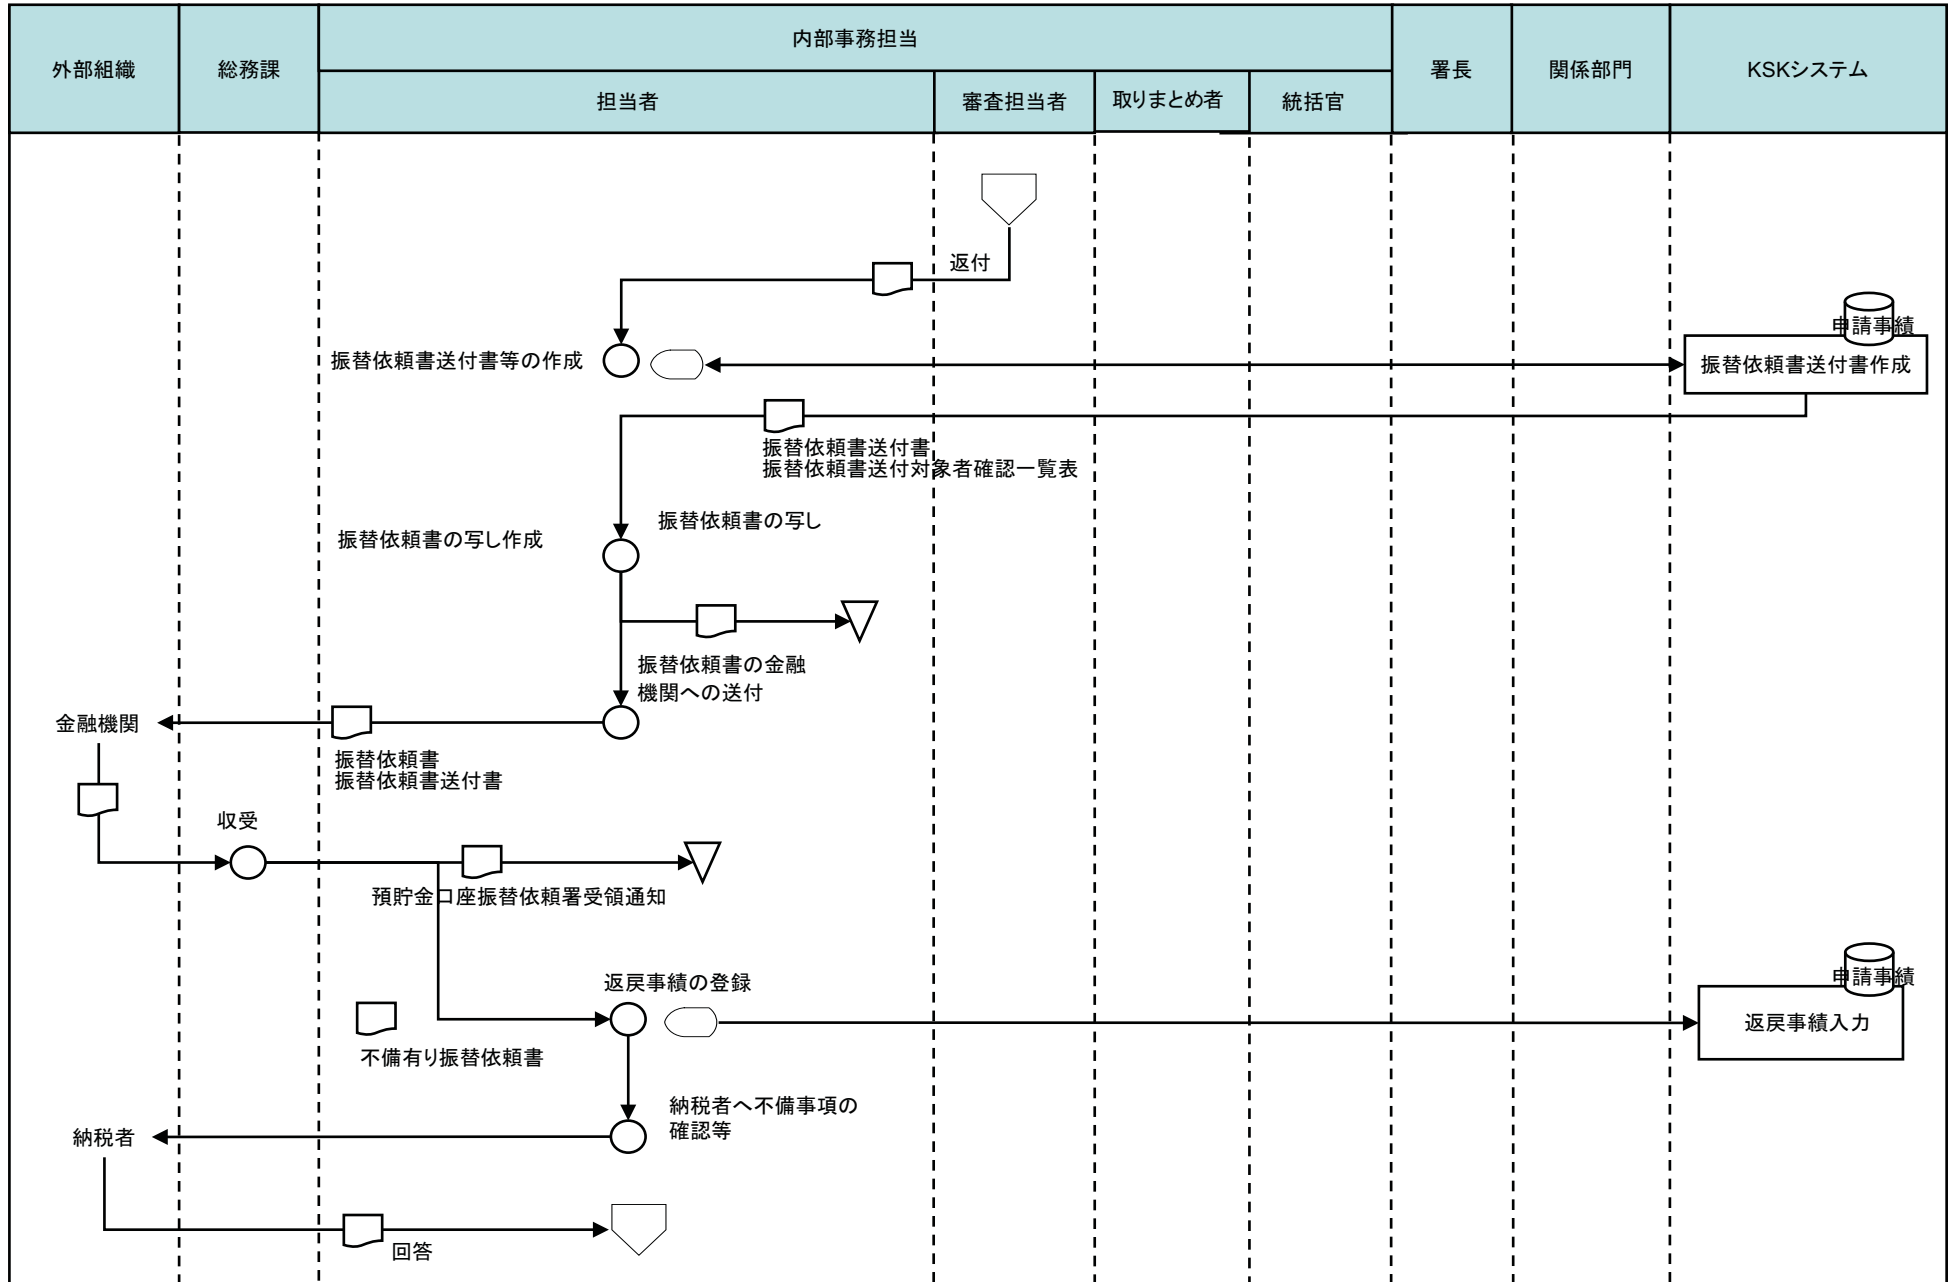 外部組織
総務課
内部事務担当
署長
関係部門
KSKシステム
担当者
審査担当者
取りまとめ者
統括官
返付
申請事績
振替依頼書送付書等の作成
振替依頼書送付書作成
振替依頼書送付書
振替依頼書送付対象者確認一覧表
振替依頼書の写し
振替依頼書の写し作成
振替依頼書の金融
機関への送付
金融機関
振替依頼書
振替依頼書送付書
収受
預貯金口座振替依頼署受領通知
返戻事績の登録
申請事績
返戻事績入力
不備有り振替依頼書
納税者へ不備事項の
確認等
納税者
回答